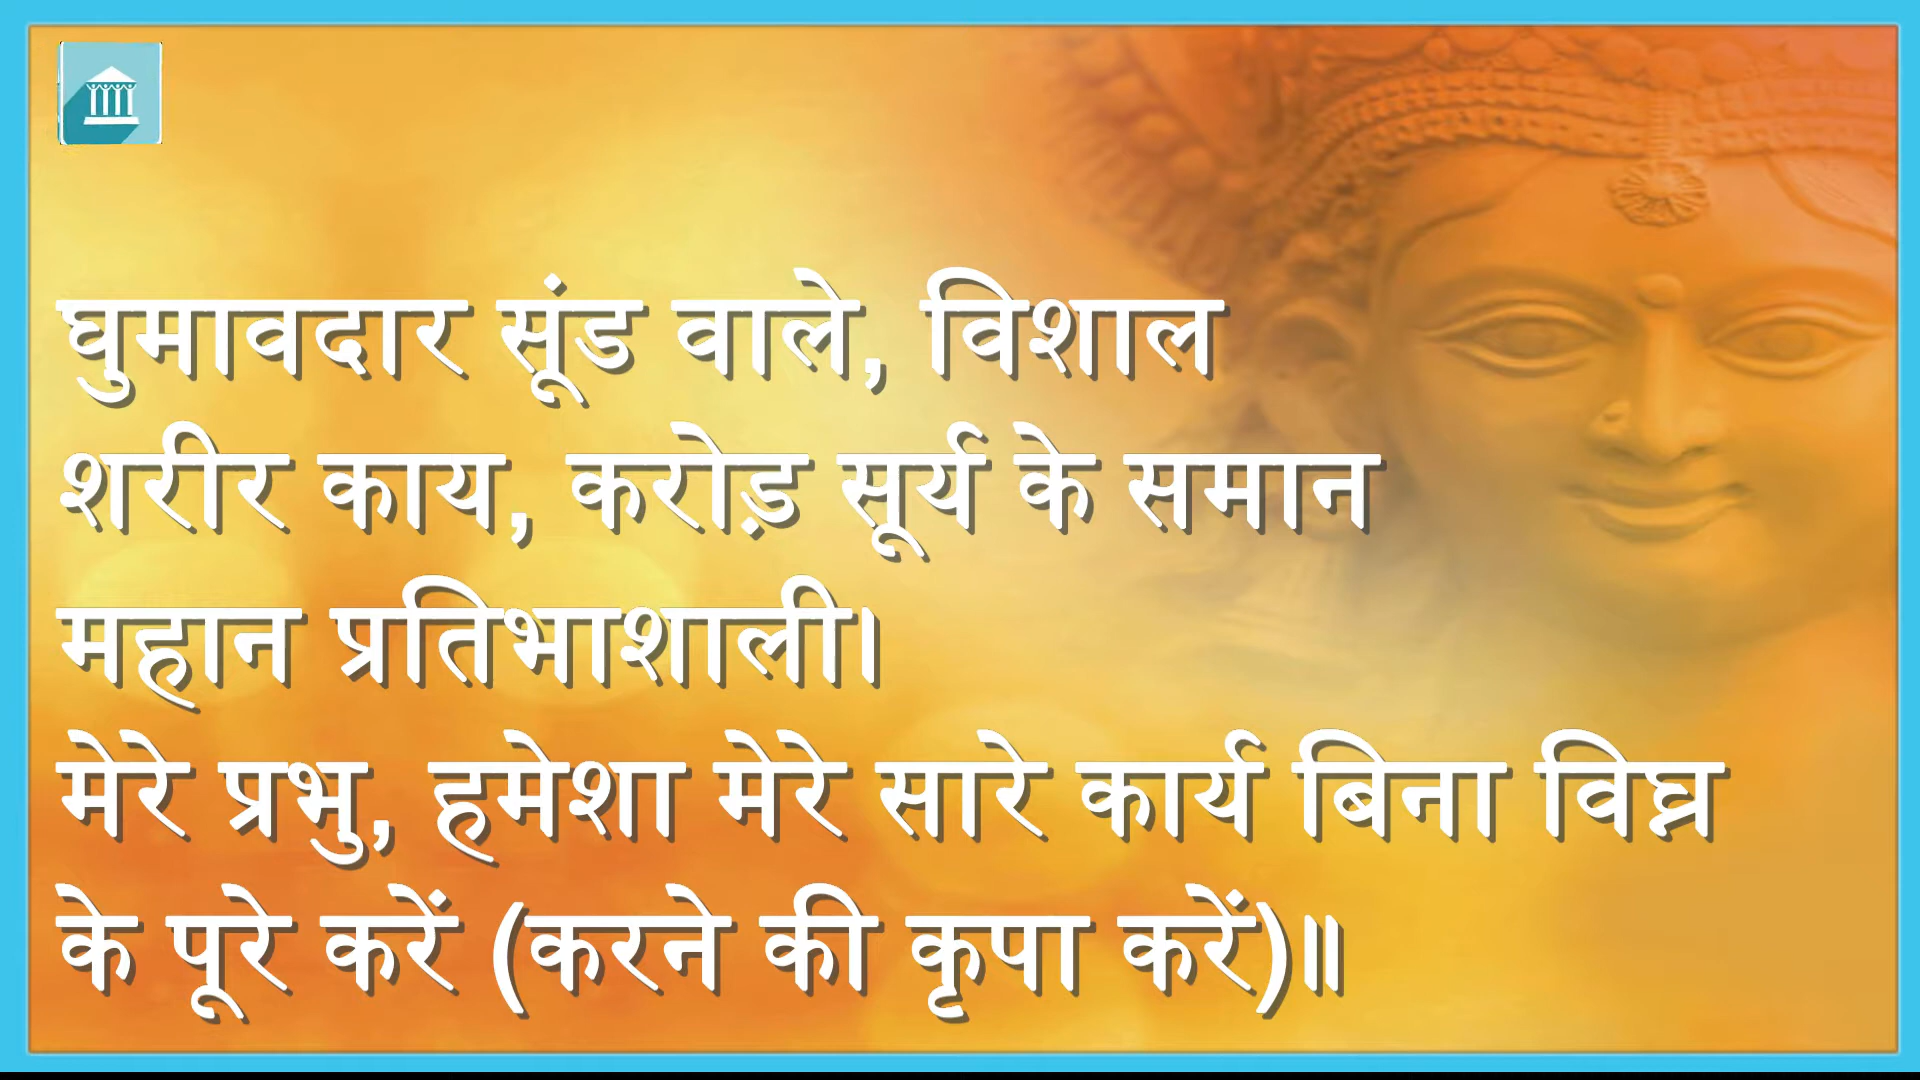 घुमावदार सूंड वाले, विशाल
शरीर काय, करोड़ सूर्य के समान
महान प्रतिभाशाली।
मेरे प्रभु, हमेशा मेरे सारे कार्य बिना विघ्न
के पूरे करें (करने की कृपा करें)॥